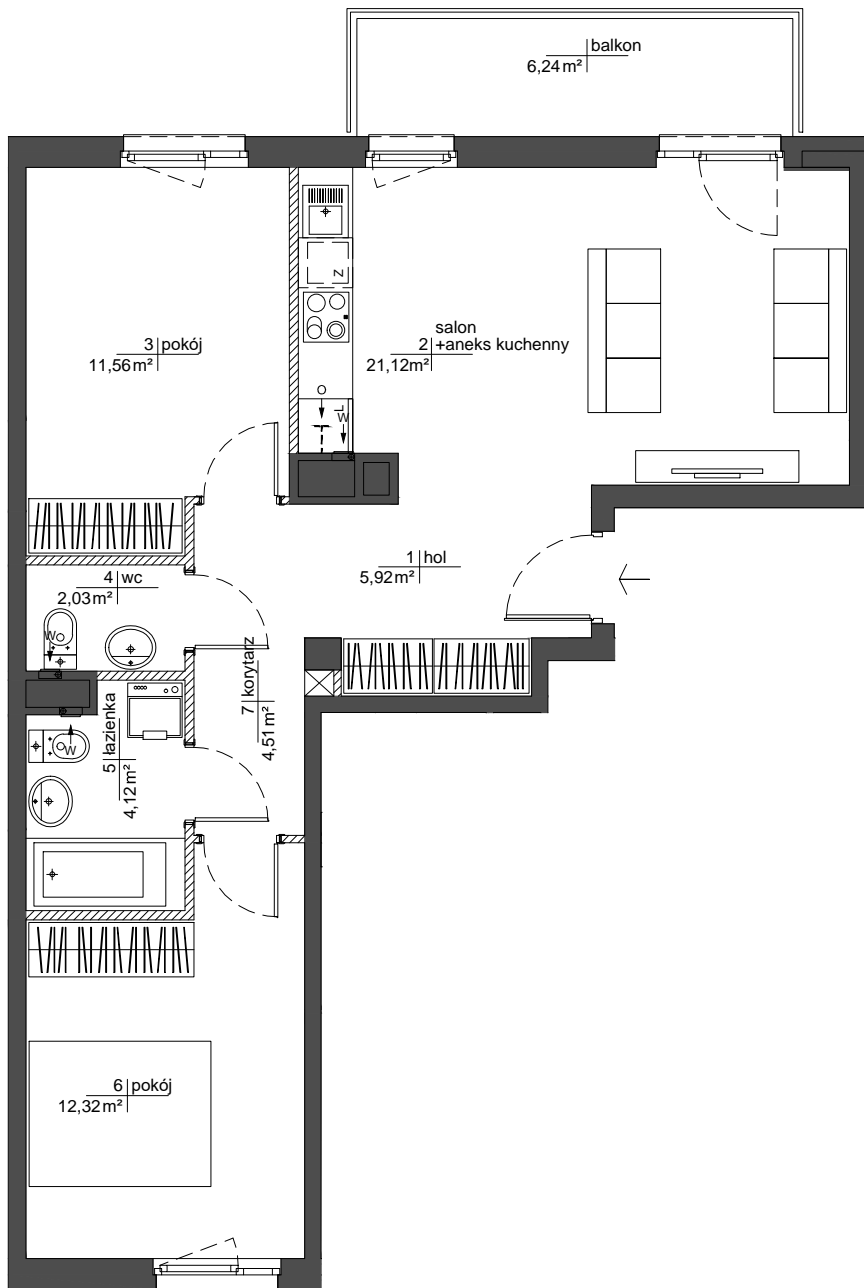 balkon
6,24 m²
3 pokój
11,56 m²
salon
2 +aneks kuchenny
21,12 m²
Z
O
L
W
1 hol
5,92 m²
4 wc
2,03 m²
W
7 korytarz
4,51 m²
5 łazienka
4,12 m²
W
6 pokój
12,32 m²